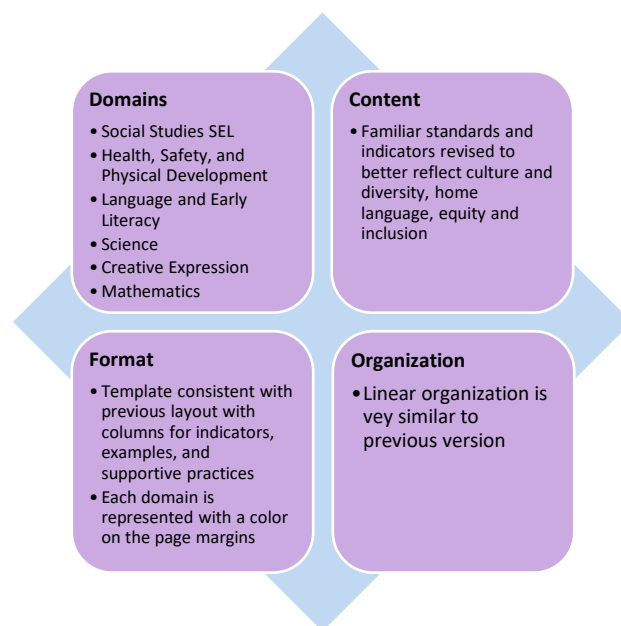 Domains
• Social Studies SEL
• Health, Safety, and
Physical Development
• Language and Early
Literacy
• Science
• Creative Expression
• Mathematics
Content
• Familiar standards and
indicators revised to
better reflect culture and
diversity, home
language, equity and
inclusion
Format
• Template consistent with
previous layout with
columns for indicators,
examples, and
supportive practices
• Each domain is
represented with a color
on the page margins
Organization
• Linear organization is
vey similar to
previous version